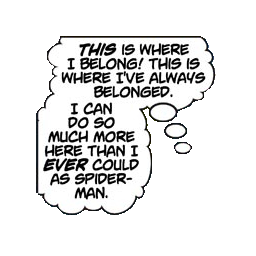 THIS IS WHERE
I BELONG! THIS IS
WHERE I'VE ALWAYS
BELONGED.
I CAN
DO SO
MUCH MORE
HERE THAN I
EVER COULD
AS SPIDER-
MAN.